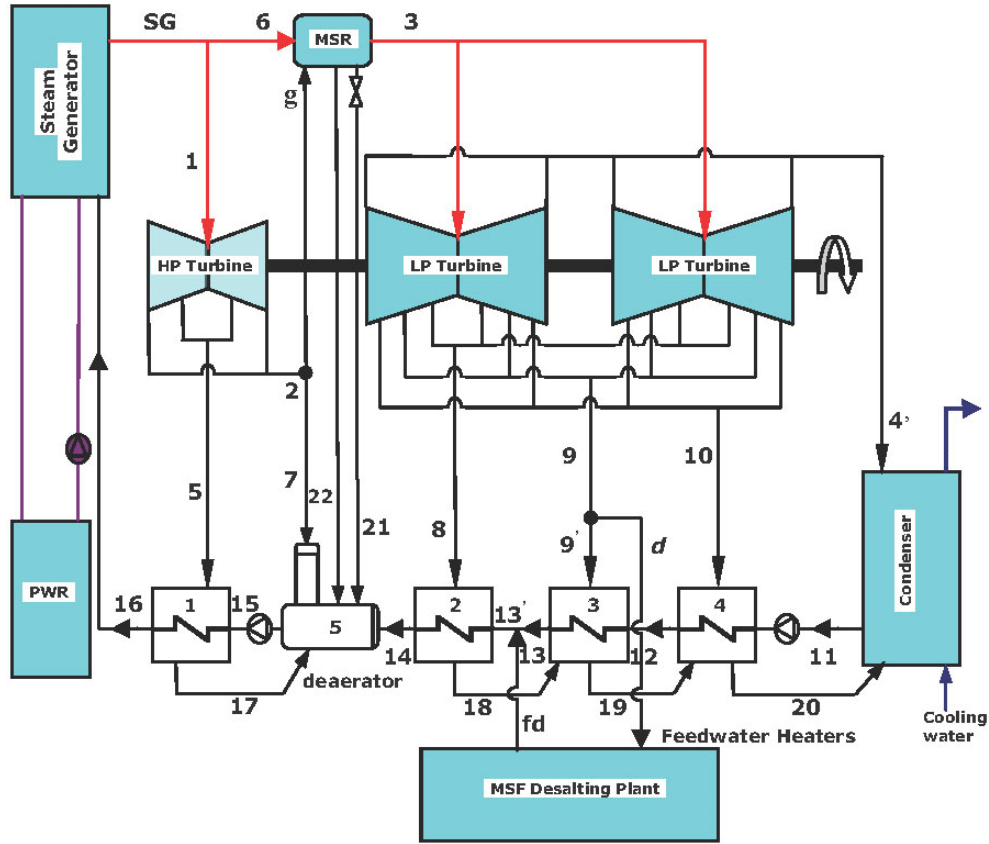 SG
6
MSR
3
Steam
Generator
g
1
HP Turbine
LP Turbine
LP Turbine
2
4'
5
7
22
21
8
9
10
9'
d
Condenser
PWR
16
1
15
5
14
2
13'
13
3
12
4
11
deaerator
17
18
fd
19
20
Feedwater Heaters
Cooling
water
MSF Desalting Plant